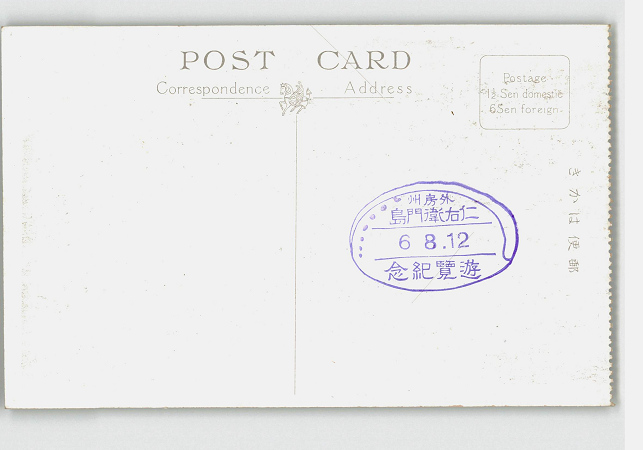 POST CARD
Correspondence
Address
Postage
1½ Sen domestic
6 Sen foreign
きかは便郵
州房外
島門衛右仁
6 8.12
念紀覽遊